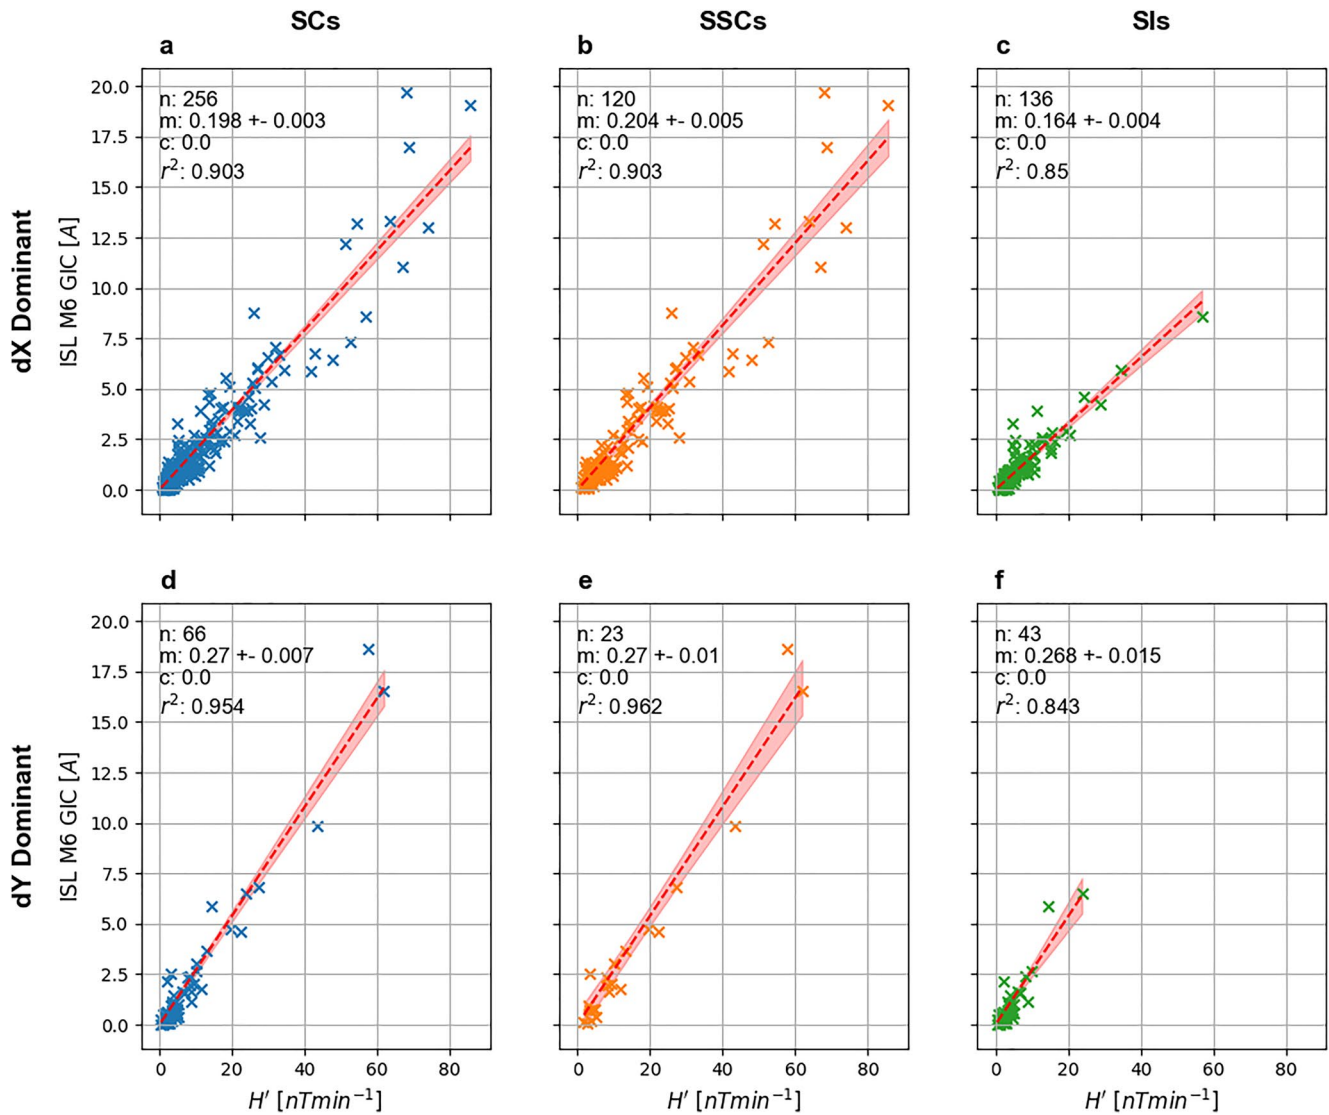 SCs
SSCs
SIs
a
b
c
dX Dominant
ISL M6 GIC [A]
20.0
17.5
15.0
12.5
10.0
7.5
5.0
2.5
0.0
n: 256
m: 0.198 +- 0.003
c: 0.0
r²: 0.903
n: 120
m: 0.204 +- 0.005
c: 0.0
r²: 0.903
n: 136
m: 0.164 +- 0.004
c: 0.0
r²: 0.85
d
e
f
dY Dominant
ISL M6 GIC [A]
20.0
17.5
15.0
12.5
10.0
7.5
5.0
2.5
0.0
n: 66
m: 0.27 +- 0.007
c: 0.0
r²: 0.954
n: 23
m: 0.27 +- 0.01
c: 0.0
r²: 0.962
n: 43
m: 0.268 +- 0.015
c: 0.0
r²: 0.843
0 20 40 60 80
0 20 40 60 80
0 20 40 60 80
H′ [nTmin⁻¹]
H′ [nTmin⁻¹]
H′ [nTmin⁻¹]